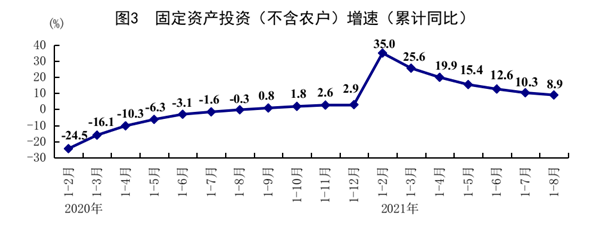 图3 固定资产投资（不含农户）增速（累计同比）
(%)
40
30
20
10
0
-10
-20
-30
-24.5
-16.1
-10.3
-6.3
-3.1
-1.6
-0.3
0.8
1.8
2.6
2.9
35.0
25.6
19.9
15.4
12.6
10.3
8.9
1-2月
1-3月
1-4月
1-5月
1-6月
1-7月
1-8月
1-9月
1-10月
1-11月
1-12月
1-2月
1-3月
1-4月
1-5月
1-6月
1-7月
1-8月
2020年
2021年